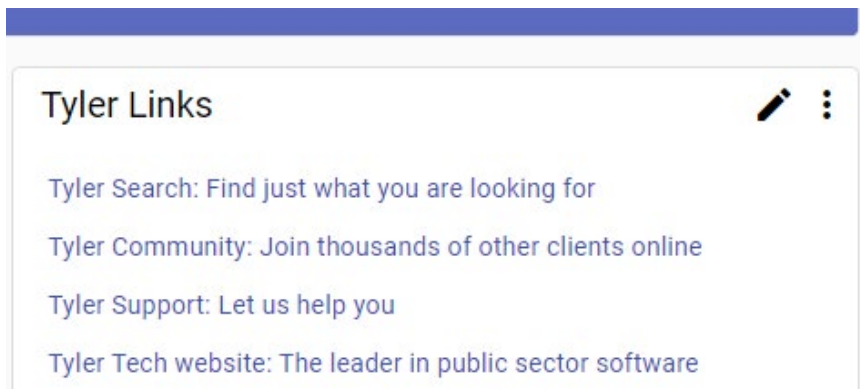 Tyler Links
Tyler Search: Find just what you are looking for
Tyler Community: Join thousands of other clients online
Tyler Support: Let us help you
Tyler Tech website: The leader in public sector software